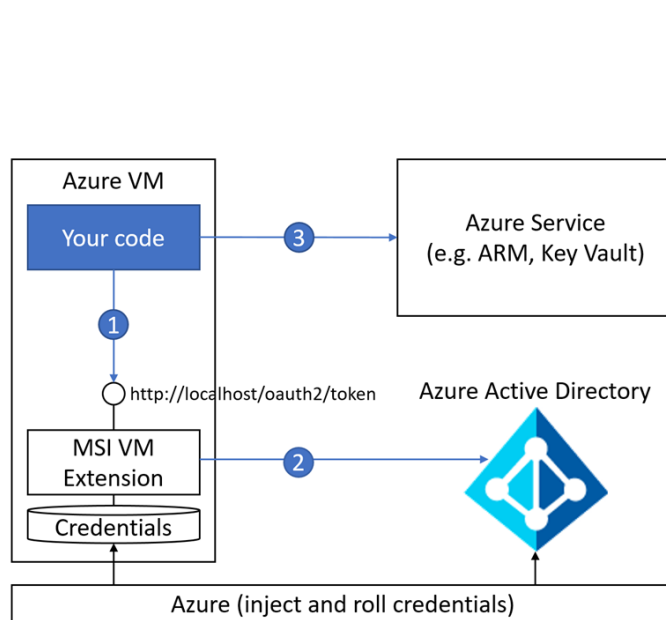 Azure VM
Your code
3
Azure Service
(e.g. ARM, Key Vault)
1
http://localhost/oauth2/token
Azure Active Directory
MSI VM
Extension
2
Credentials
Azure (inject and roll credentials)